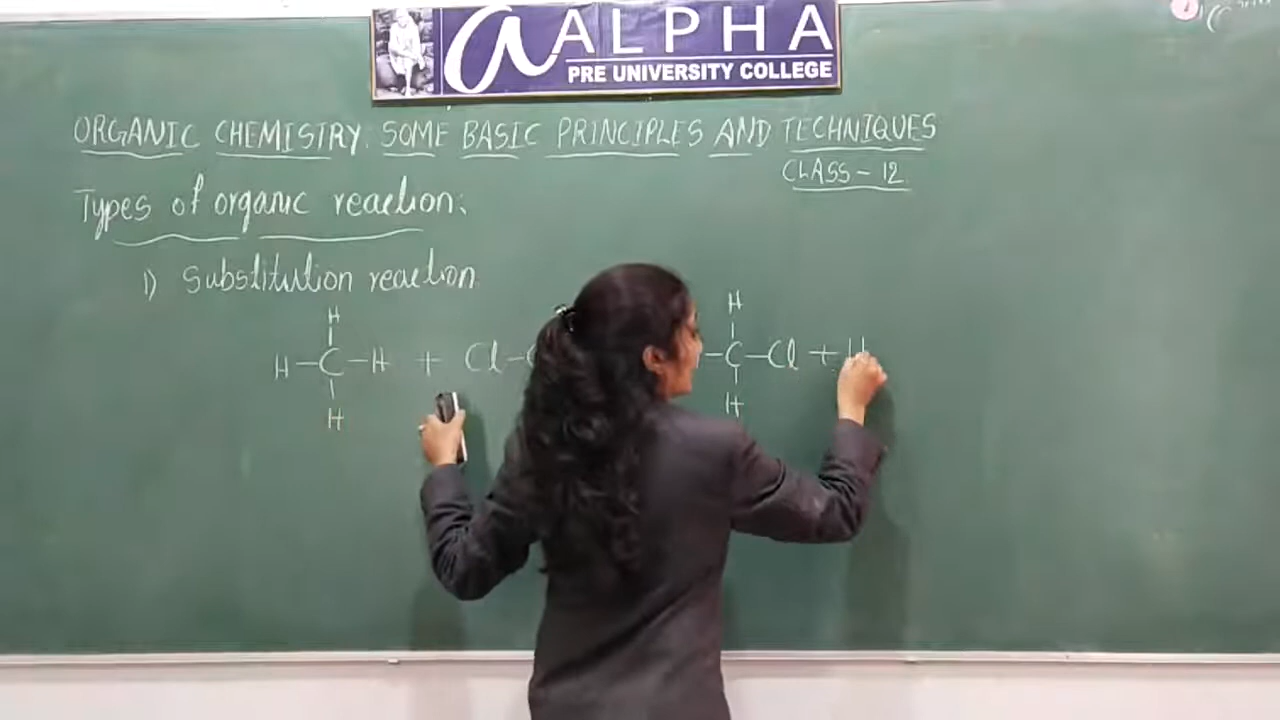 a ALPHA
PRE UNIVERSITY COLLEGE
ORGANIC CHEMISTRY: SOME BASIC PRINCIPLES AND TECHNIQUES
CLASS - 12
Types of organic reaction:
1) Substitution reaction
H
H
H-C-H + Cl-
-C-Cl + H
H
H